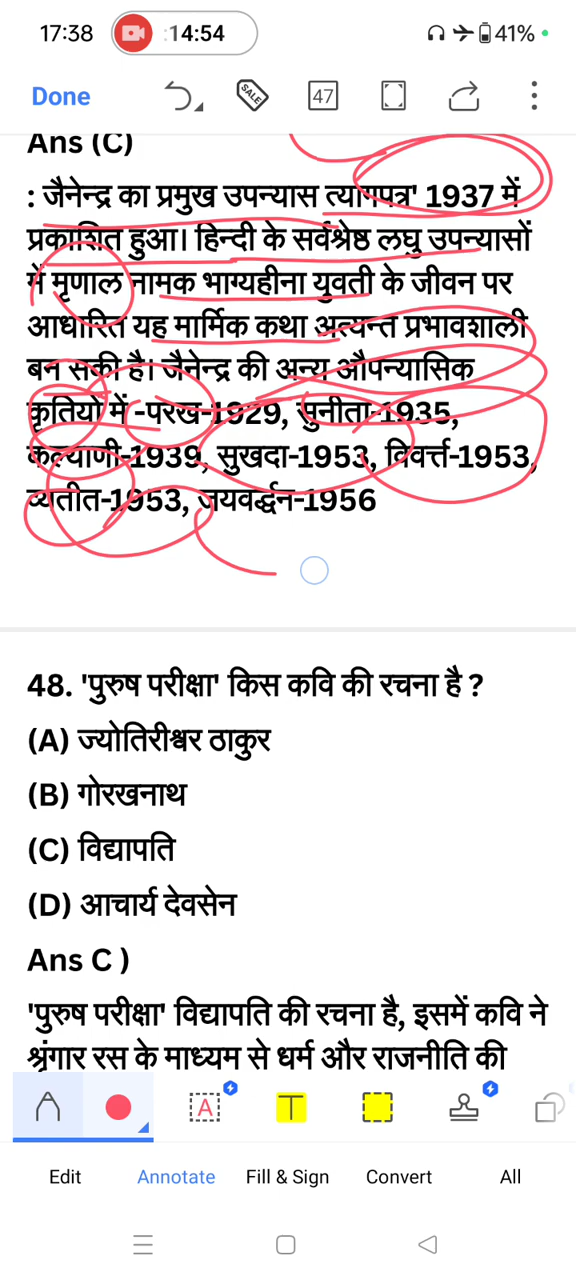 17:38
:14:54
41%
Done
SALE
47
Ans (C)
: जैनेन्द्र का प्रमुख उपन्यास त्यागपत्र' 1937 में
प्रकाशित हुआ। हिन्दी के सर्वश्रेष्ठ लघु उपन्यासों
में मृणाल नामक भाग्यहीना युवती के जीवन पर
आधारित यह मार्मिक कथा अत्यन्त प्रभावशाली
बन सकी है। जैनेन्द्र की अन्य औपन्यासिक
कृतियों में -परख-1929, सुनीता-1935,
कल्याणी-1939, सुखदा-1953, विवर्त्त-1953,
व्यतीत-1953, जयवर्द्धन-1956
48. 'पुरुष परीक्षा' किस कवि की रचना है ?
(A) ज्योतिरीश्वर ठाकुर
(B) गोरखनाथ
(C) विद्यापति
(D) आचार्य देवसेन
Ans C )
'पुरुष परीक्षा' विद्यापति की रचना है, इसमें कवि ने
श्रृंगार रस के माध्यम से धर्म और राजनीति की
A
T
Edit
Annotate
Fill & Sign
Convert
All